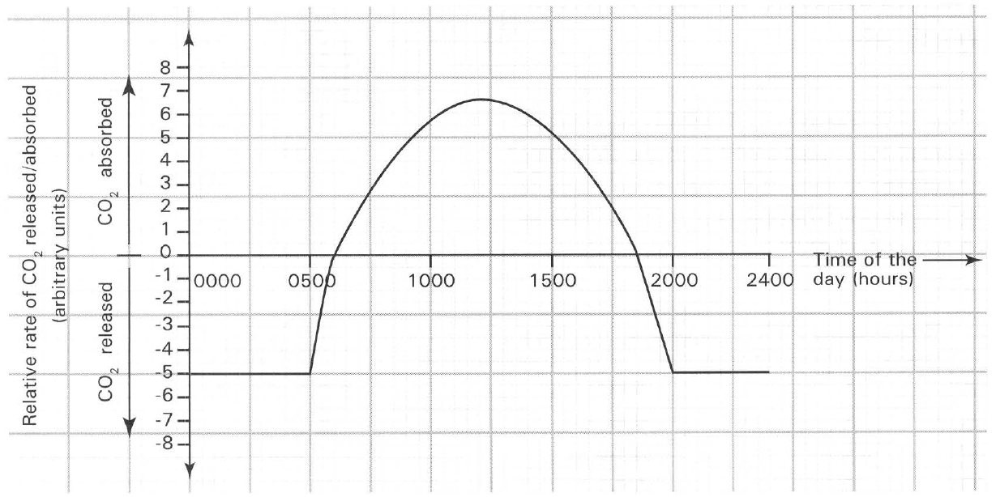 Relative rate of CO₂ released/absorbed
(arbitrary units)
CO₂ absorbed
CO₂ released
8
7
6
5
4
3
2
1
0
-1
-2
-3
-4
-5
-6
-7
-8
0000 0500 1000 1500 2000 2400
Time of the
day (hours)